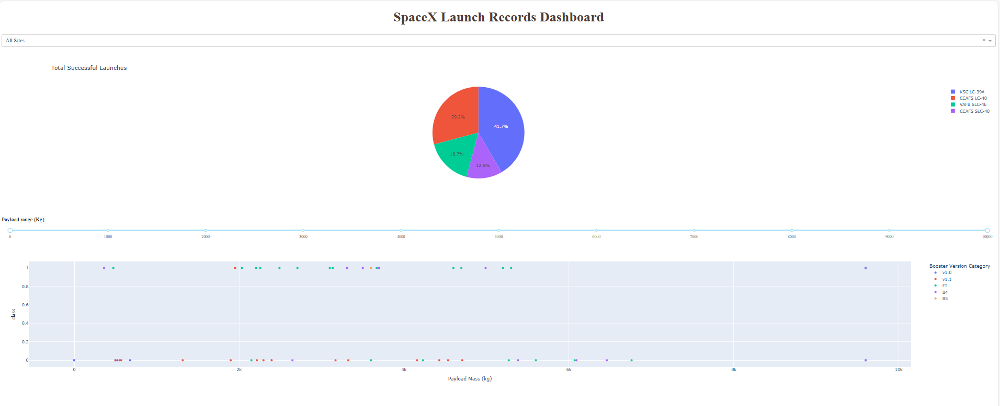 SpaceX Launch Records Dashboard
All Sites
×
Total Successful Launches
KSC LC-39A
CCAFS LC-40
VAFB SLC-4E
CCAFS SLC-40
29.2%
41.7%
16.7%
12.5%
Payload range (Kg):
0 1000 2000 3000 4000 5000 6000 7000 8000 9000 10000
Booster Version Category
v1.0
v1.1
FT
B4
B5
class
1
0.8
0.6
0.4
0.2
0
0 2k 4k 6k 8k 10k
Payload Mass (kg)